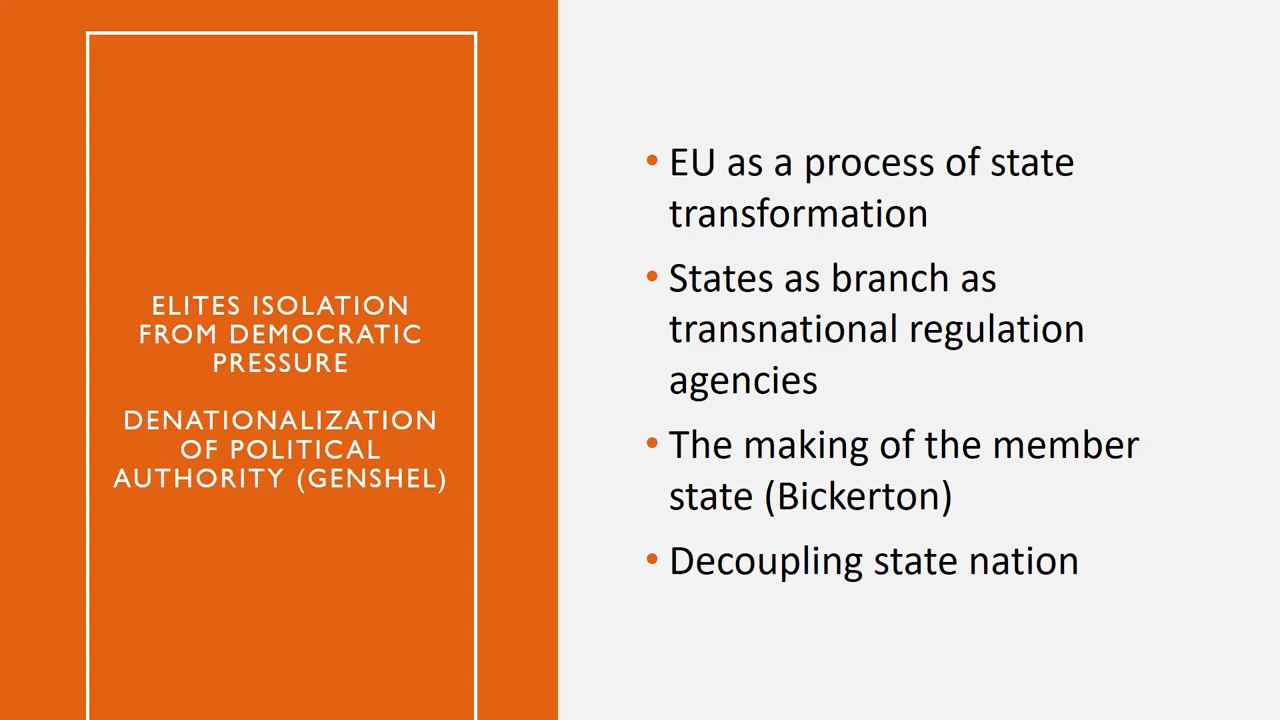 ELITES ISOLATION
FROM DEMOCRATIC
PRESSURE
DENATIONALIZATION
OF POLITICAL
AUTHORITY (GENSHEL)
• EU as a process of state
transformation
• States as branch as
transnational regulation
agencies
• The making of the member
state (Bickerton)
• Decoupling state nation